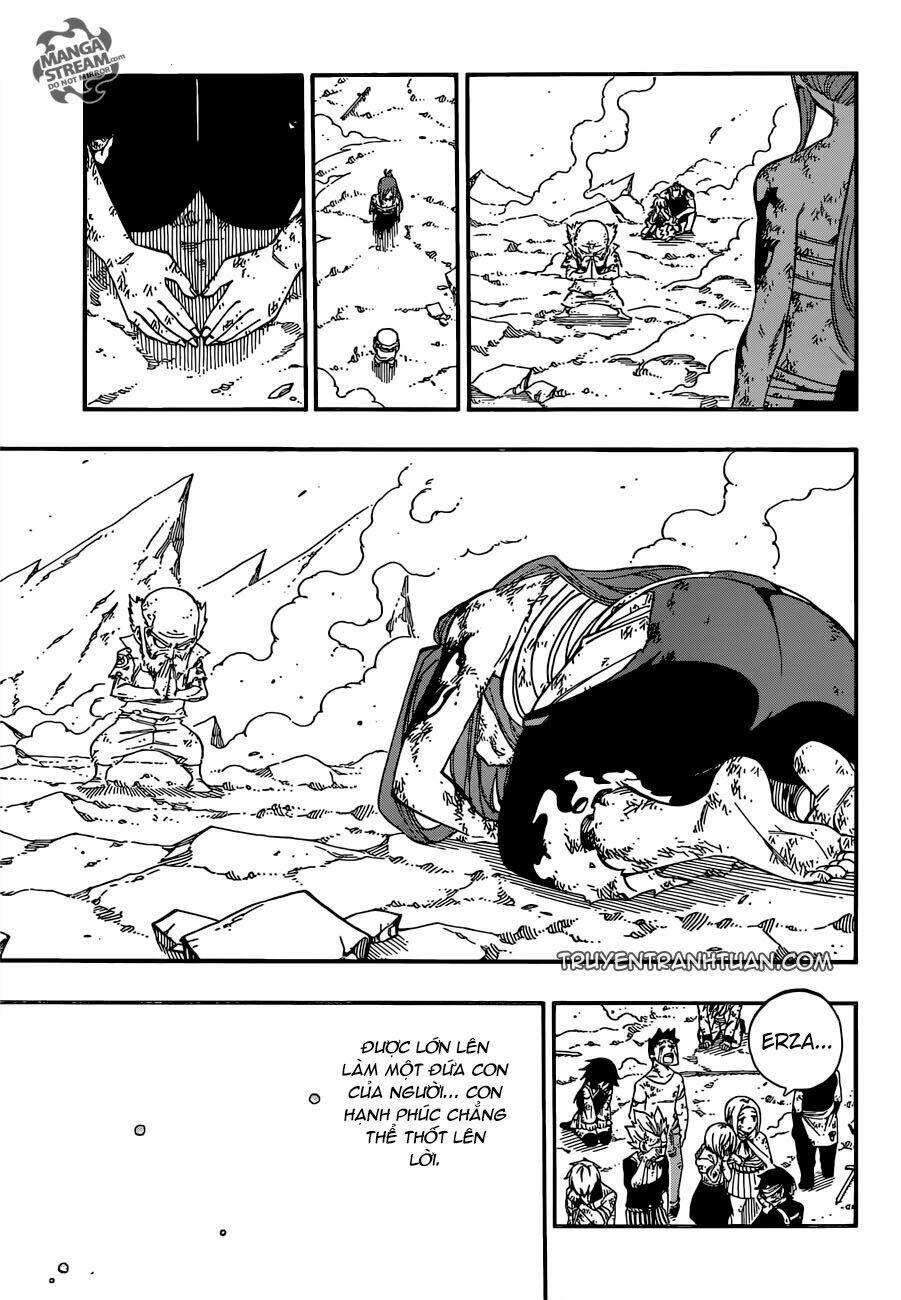 MANGA
STREAM.com
DO NOT MIRROR
TRUYENTRANHTUAN.COM
ERZA...
ĐƯỢC LỚN LÊN
LÀM MỘT ĐỨA CON
CỦA NGƯỜI... CON
HẠNH PHÚC CHẲNG
THỂ THỐT LÊN
LỜI.